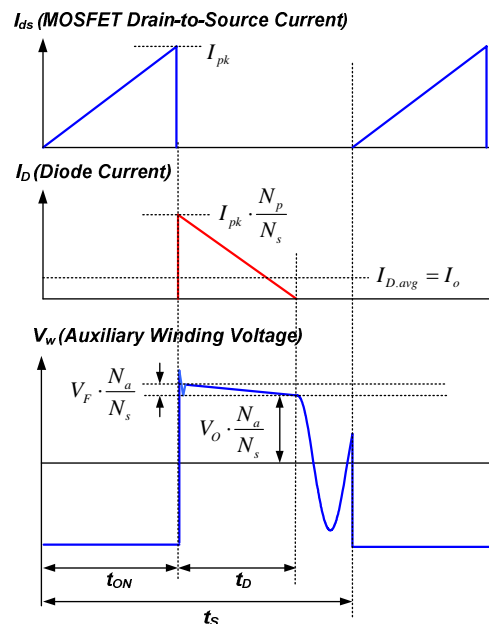 Ids (MOSFET Drain-to-Source Current)
Ipk
ID (Diode Current)
Ipk · Np/Ns
ID.avg = Io
Vw (Auxiliary Winding Voltage)
VF · Na/Ns
VO · Na/Ns
tON
tD
tS